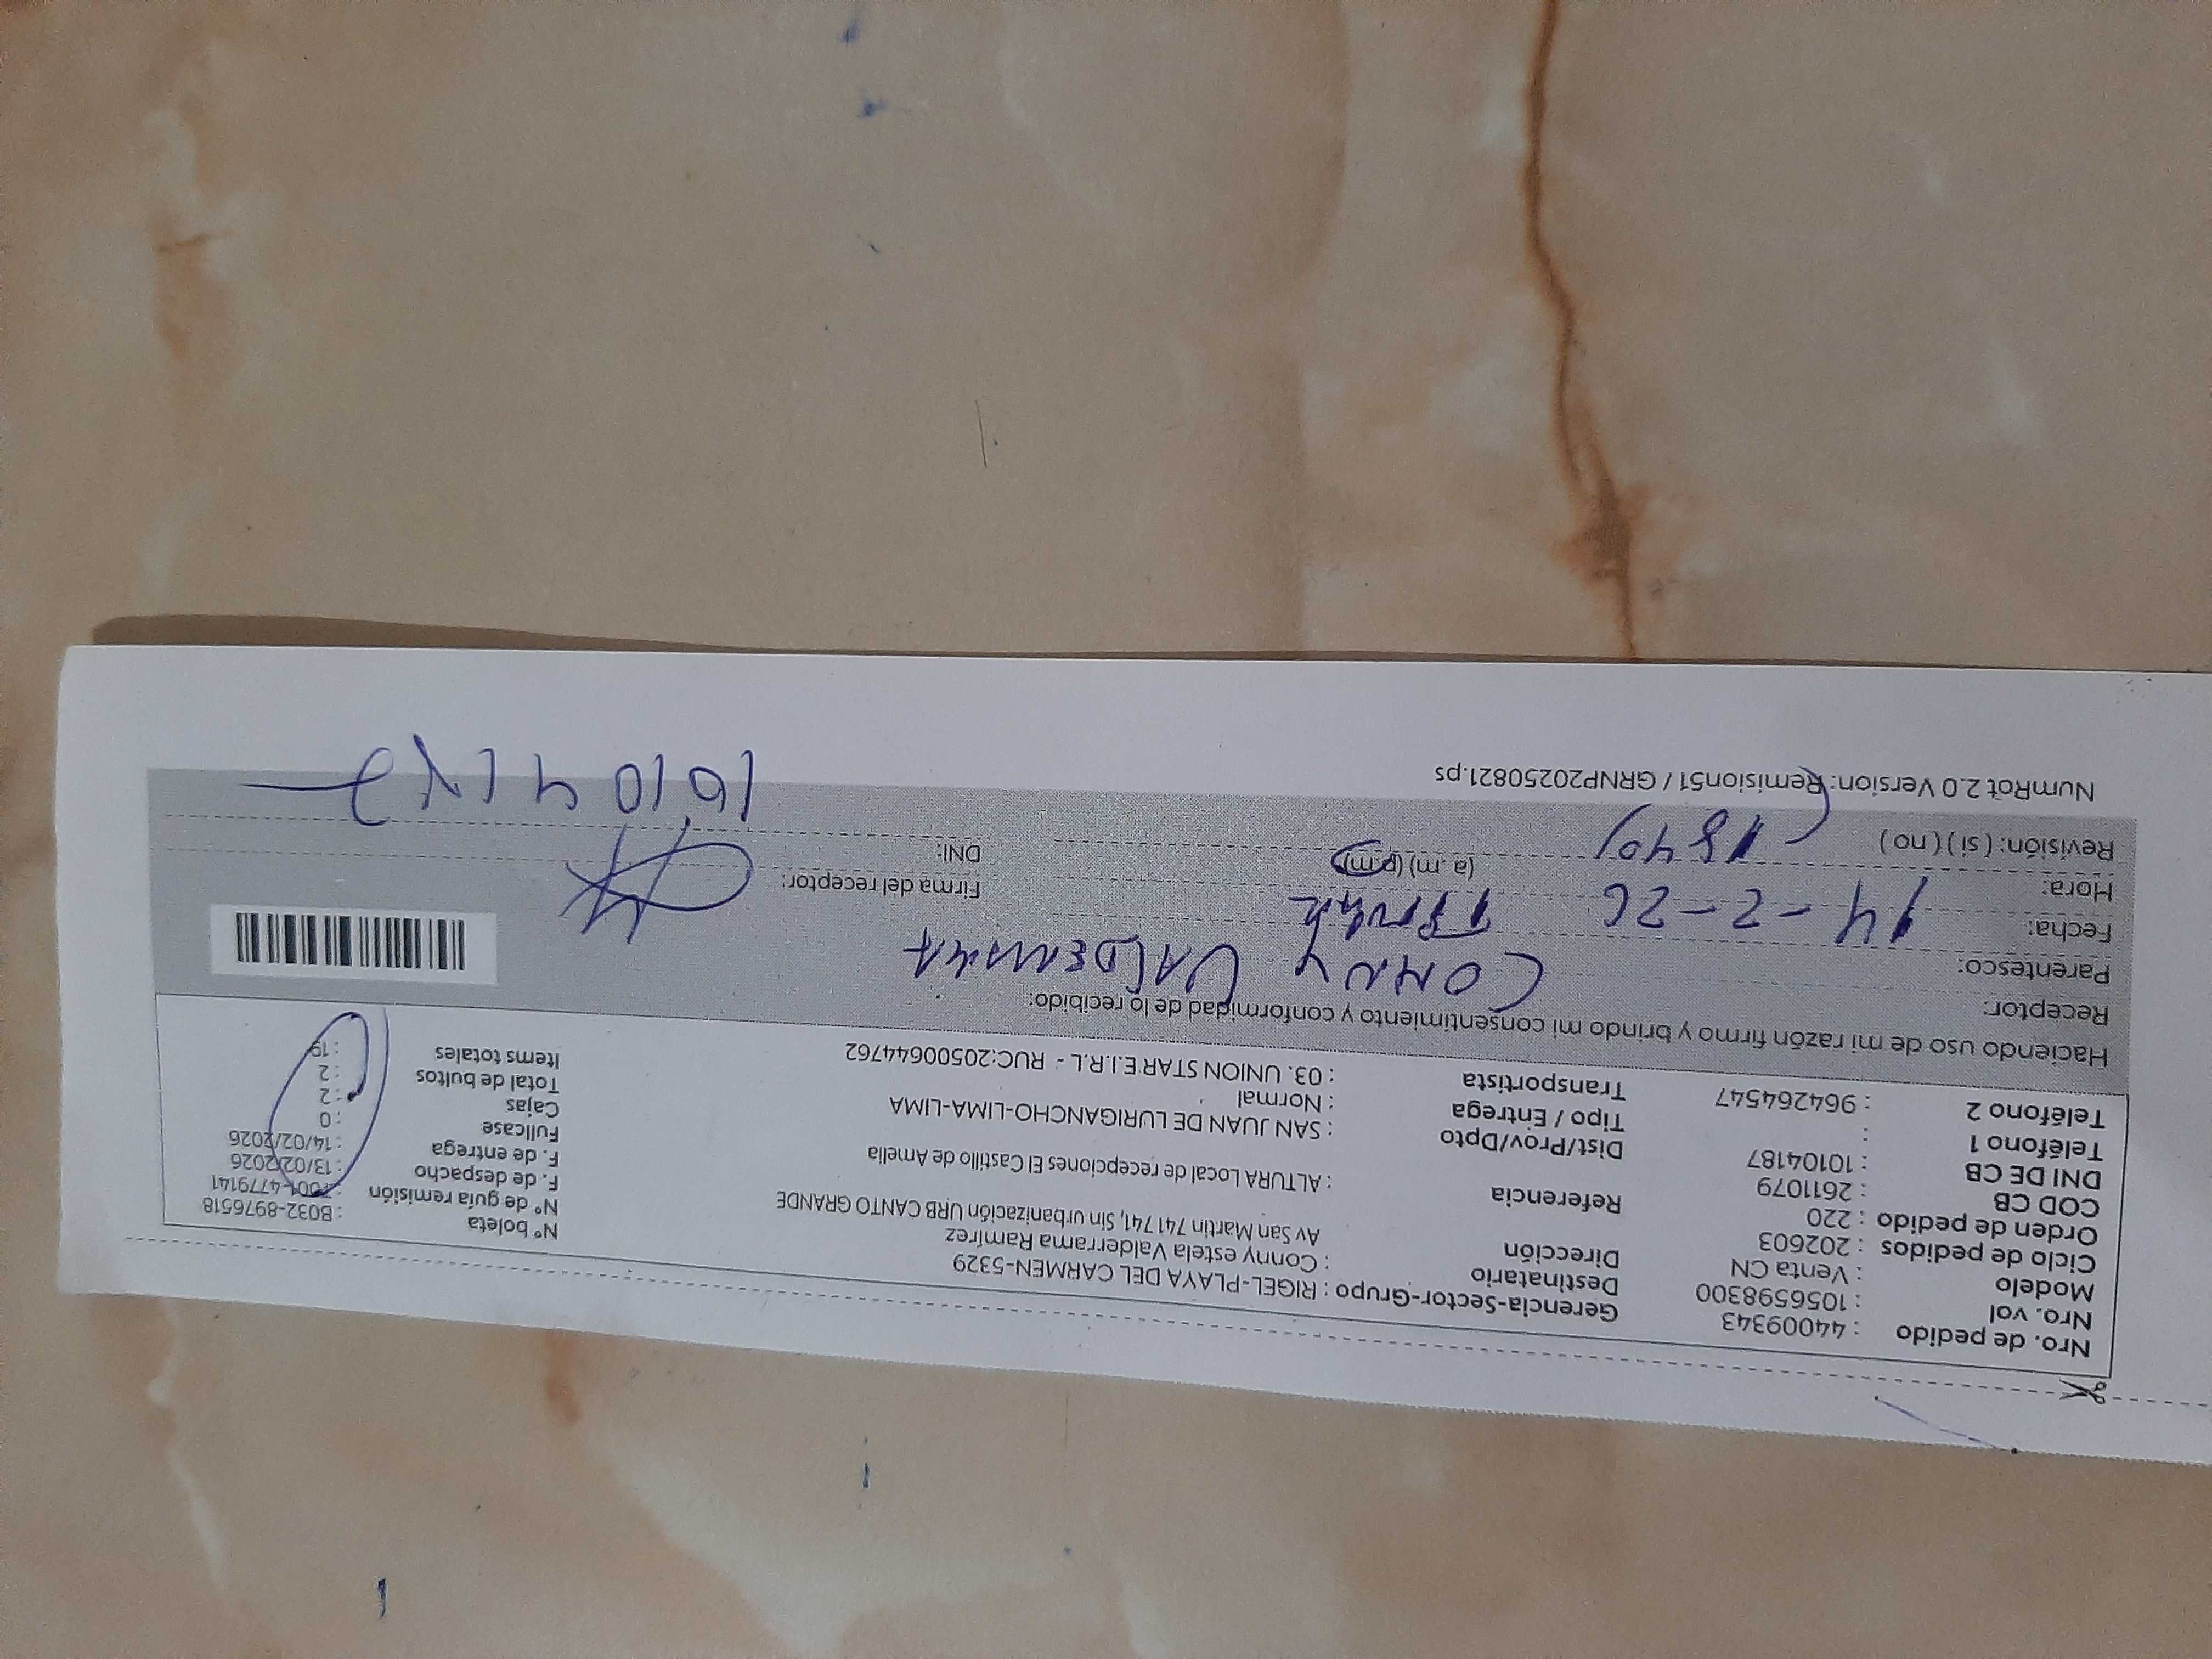 Nro. de pedido : 44009343 Gerencia-Sector-Grupo : RIGEL-PLAYA DEL CARMEN-5329 N° boleta : B032-8976518
Nro. vol : 1056598300 Destinatario : Conny estela Valderrama Ramírez N° de guía remisión -4779141
Modelo : Venta CN Dirección Av San Martin 741 741, Sin urbanización URB CANTO GRANDE F. de despacho : 13/02/2026
Ciclo de pedidos : 202603 F. de entrega : 14/02/2026
Orden de pedido : 220 Referencia : ALTURA Local de recepciones El Castillo de Amelia Fullcase : 0
COD CB : 2611079 Dist/Prov/Dpto : SAN JUAN DE LURIGANCHO-LIMA-LIMA Cajas : 2
DNI DE CB : 10104187 Tipo / Entrega : Normal Total de bultos : 2
Teléfono 1 : Transportista : 03. UNION STAR E.I.R.L - RUC:20500644762 Items totales : 19
Teléfono 2 : 964264547
Haciendo uso de mi razón firmo y brindo mi consentimiento y conformidad de lo recibido:
Receptor: CONNY VALDERRAMA
Parentesco: Titular
Fecha: 14-2-26 Firma del receptor:
Hora: 1840 (a.m) (p.m) DNI: 10104187
Revisión: ( si ) ( no )
NumRot 2.0 Version: Remision51 / GRNP20250821.ps